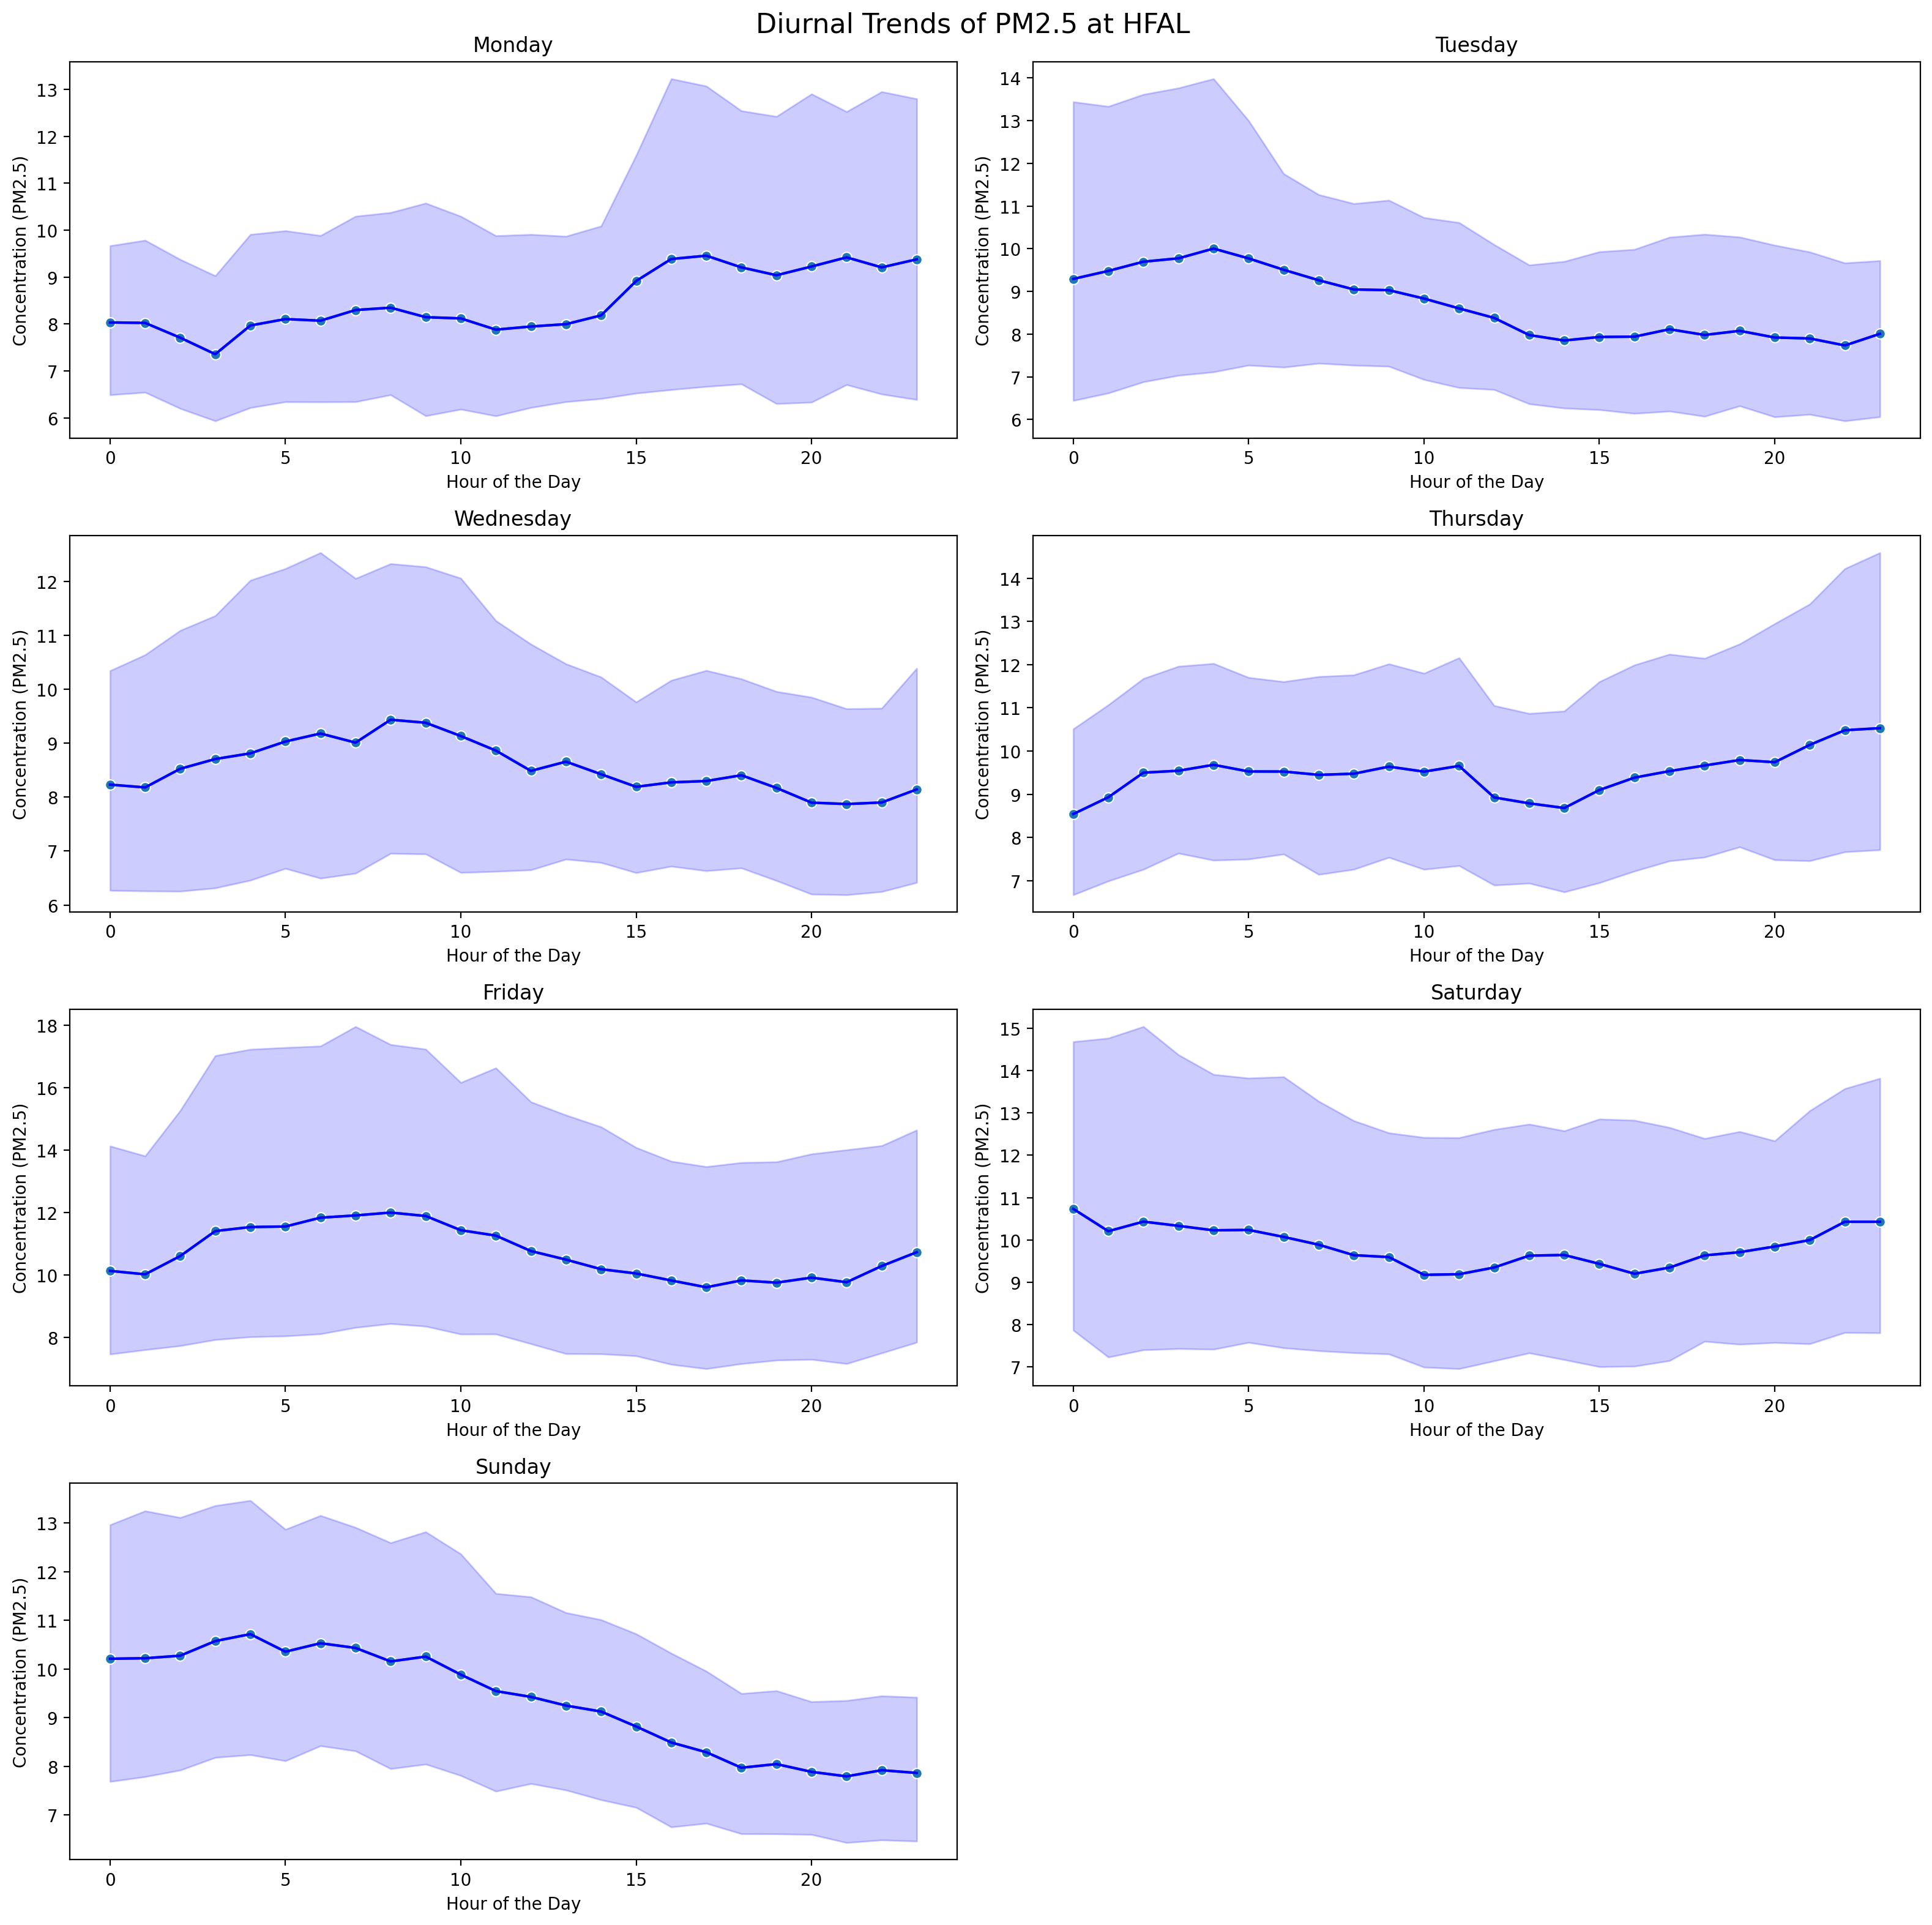 Diurnal Trends of PM2.5 at HFAL
Monday
Concentration (PM2.5)
13
12
11
10
9
8
7
6
0 5 10 15 20
Hour of the Day
Tuesday
Concentration (PM2.5)
14
13
12
11
10
9
8
7
6
0 5 10 15 20
Hour of the Day
Wednesday
Concentration (PM2.5)
12
11
10
9
8
7
6
0 5 10 15 20
Hour of the Day
Thursday
Concentration (PM2.5)
14
13
12
11
10
9
8
7
0 5 10 15 20
Hour of the Day
Friday
Concentration (PM2.5)
18
16
14
12
10
8
0 5 10 15 20
Hour of the Day
Saturday
Concentration (PM2.5)
15
14
13
12
11
10
9
8
7
0 5 10 15 20
Hour of the Day
Sunday
Concentration (PM2.5)
13
12
11
10
9
8
7
0 5 10 15 20
Hour of the Day